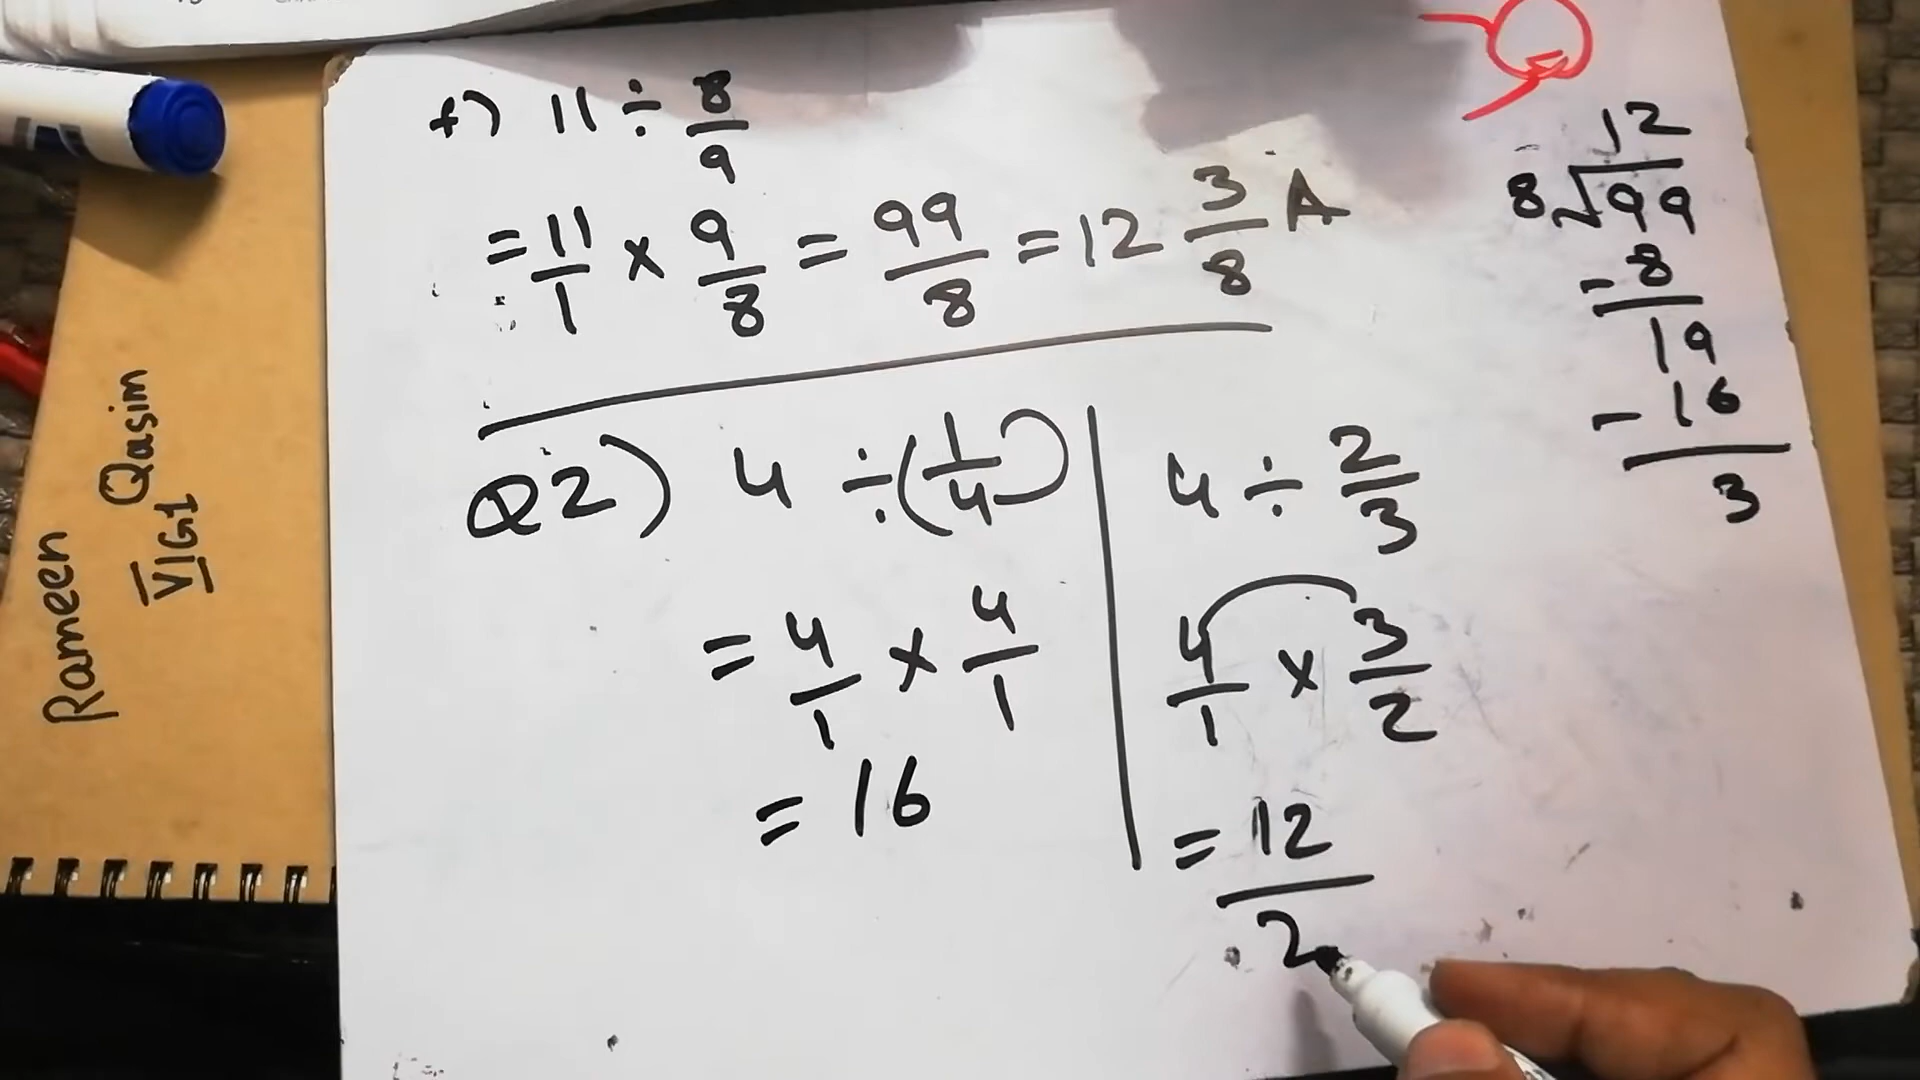 f) 11 ÷ 8/9
= 11/1 × 9/8 = 99/8 = 12 3/8 A
12
8√99
- 8
19
- 16
3
Q2) 4 ÷ (1/4)
= 4/1 × 4/1
= 16
4 ÷ 2/3
4/1 × 3/2
= 12/2
Rameen Qasim
VIG1